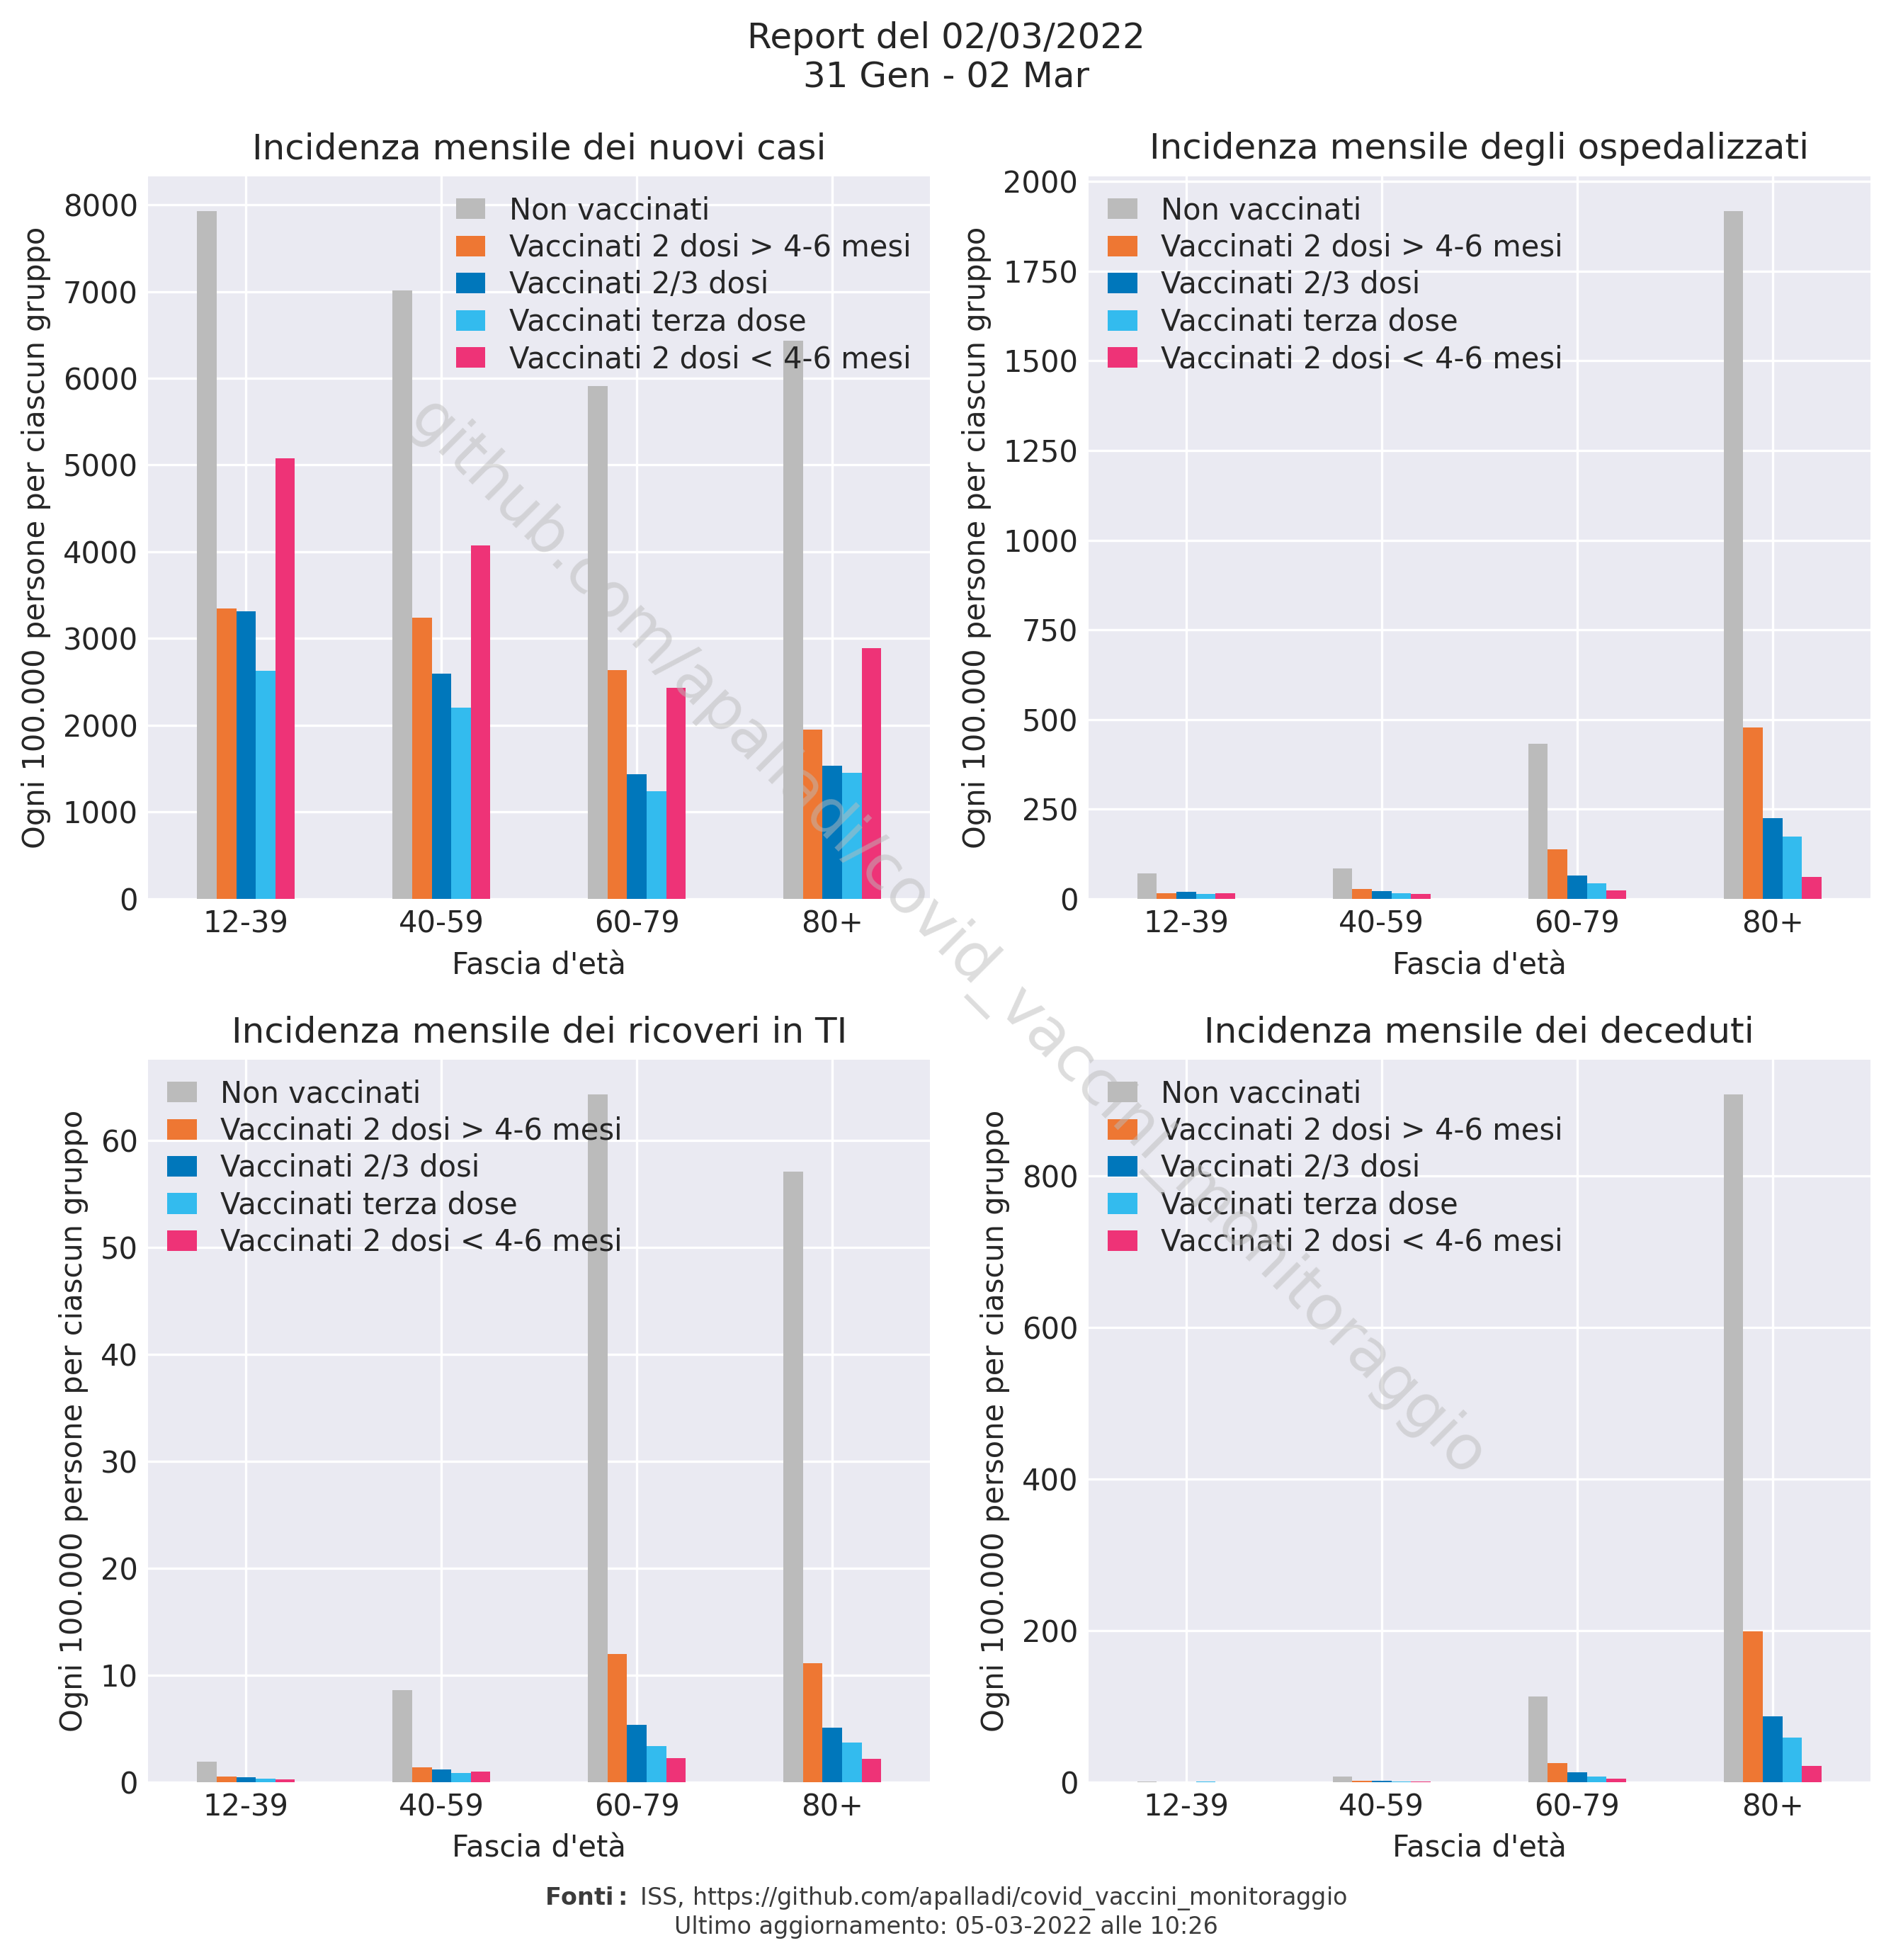 Report del 02/03/2022
31 Gen - 02 Mar
Incidenza mensile dei nuovi casi
Ogni 100.000 persone per ciascun gruppo
8000
7000
6000
5000
4000
3000
2000
1000
0
Non vaccinati
Vaccinati 2 dosi > 4-6 mesi
Vaccinati 2/3 dosi
Vaccinati terza dose
Vaccinati 2 dosi < 4-6 mesi
12-39 40-59 60-79 80+
Fascia d'età
Incidenza mensile degli ospedalizzati
Ogni 100.000 persone per ciascun gruppo
2000
1750
1500
1250
1000
750
500
250
0
Non vaccinati
Vaccinati 2 dosi > 4-6 mesi
Vaccinati 2/3 dosi
Vaccinati terza dose
Vaccinati 2 dosi < 4-6 mesi
12-39 40-59 60-79 80+
Fascia d'età
Incidenza mensile dei ricoveri in TI
Ogni 100.000 persone per ciascun gruppo
60
50
40
30
20
10
0
Non vaccinati
Vaccinati 2 dosi > 4-6 mesi
Vaccinati 2/3 dosi
Vaccinati terza dose
Vaccinati 2 dosi < 4-6 mesi
12-39 40-59 60-79 80+
Fascia d'età
Incidenza mensile dei deceduti
Ogni 100.000 persone per ciascun gruppo
800
600
400
200
0
Non vaccinati
Vaccinati 2 dosi > 4-6 mesi
Vaccinati 2/3 dosi
Vaccinati terza dose
Vaccinati 2 dosi < 4-6 mesi
12-39 40-59 60-79 80+
Fascia d'età
github.com/apalladi/covid_vaccini_monitoraggio
Fonti: ISS, https://github.com/apalladi/covid_vaccini_monitoraggio
Ultimo aggiornamento: 05-03-2022 alle 10:26